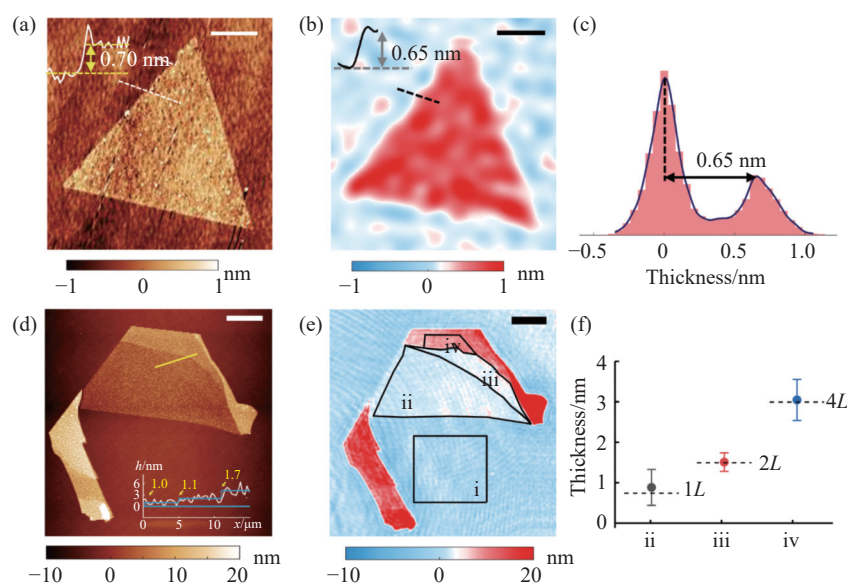 (a)
0.70 nm
−1 0 1 nm
(b)
0.65 nm
−1 0 1 nm
(c)
0.65 nm
−0.5 0 0.5 1.0
Thickness/nm
(d)
h/nm
6
3
0
1.0 1.1 1.7
0 5 10 x/μm
−10 0 10 20 nm
(e)
iv
iii
ii
i
−10 0 20 nm
(f)
Thickness/nm
4
3
2
1
0
4L
2L
1L
ii iii iv